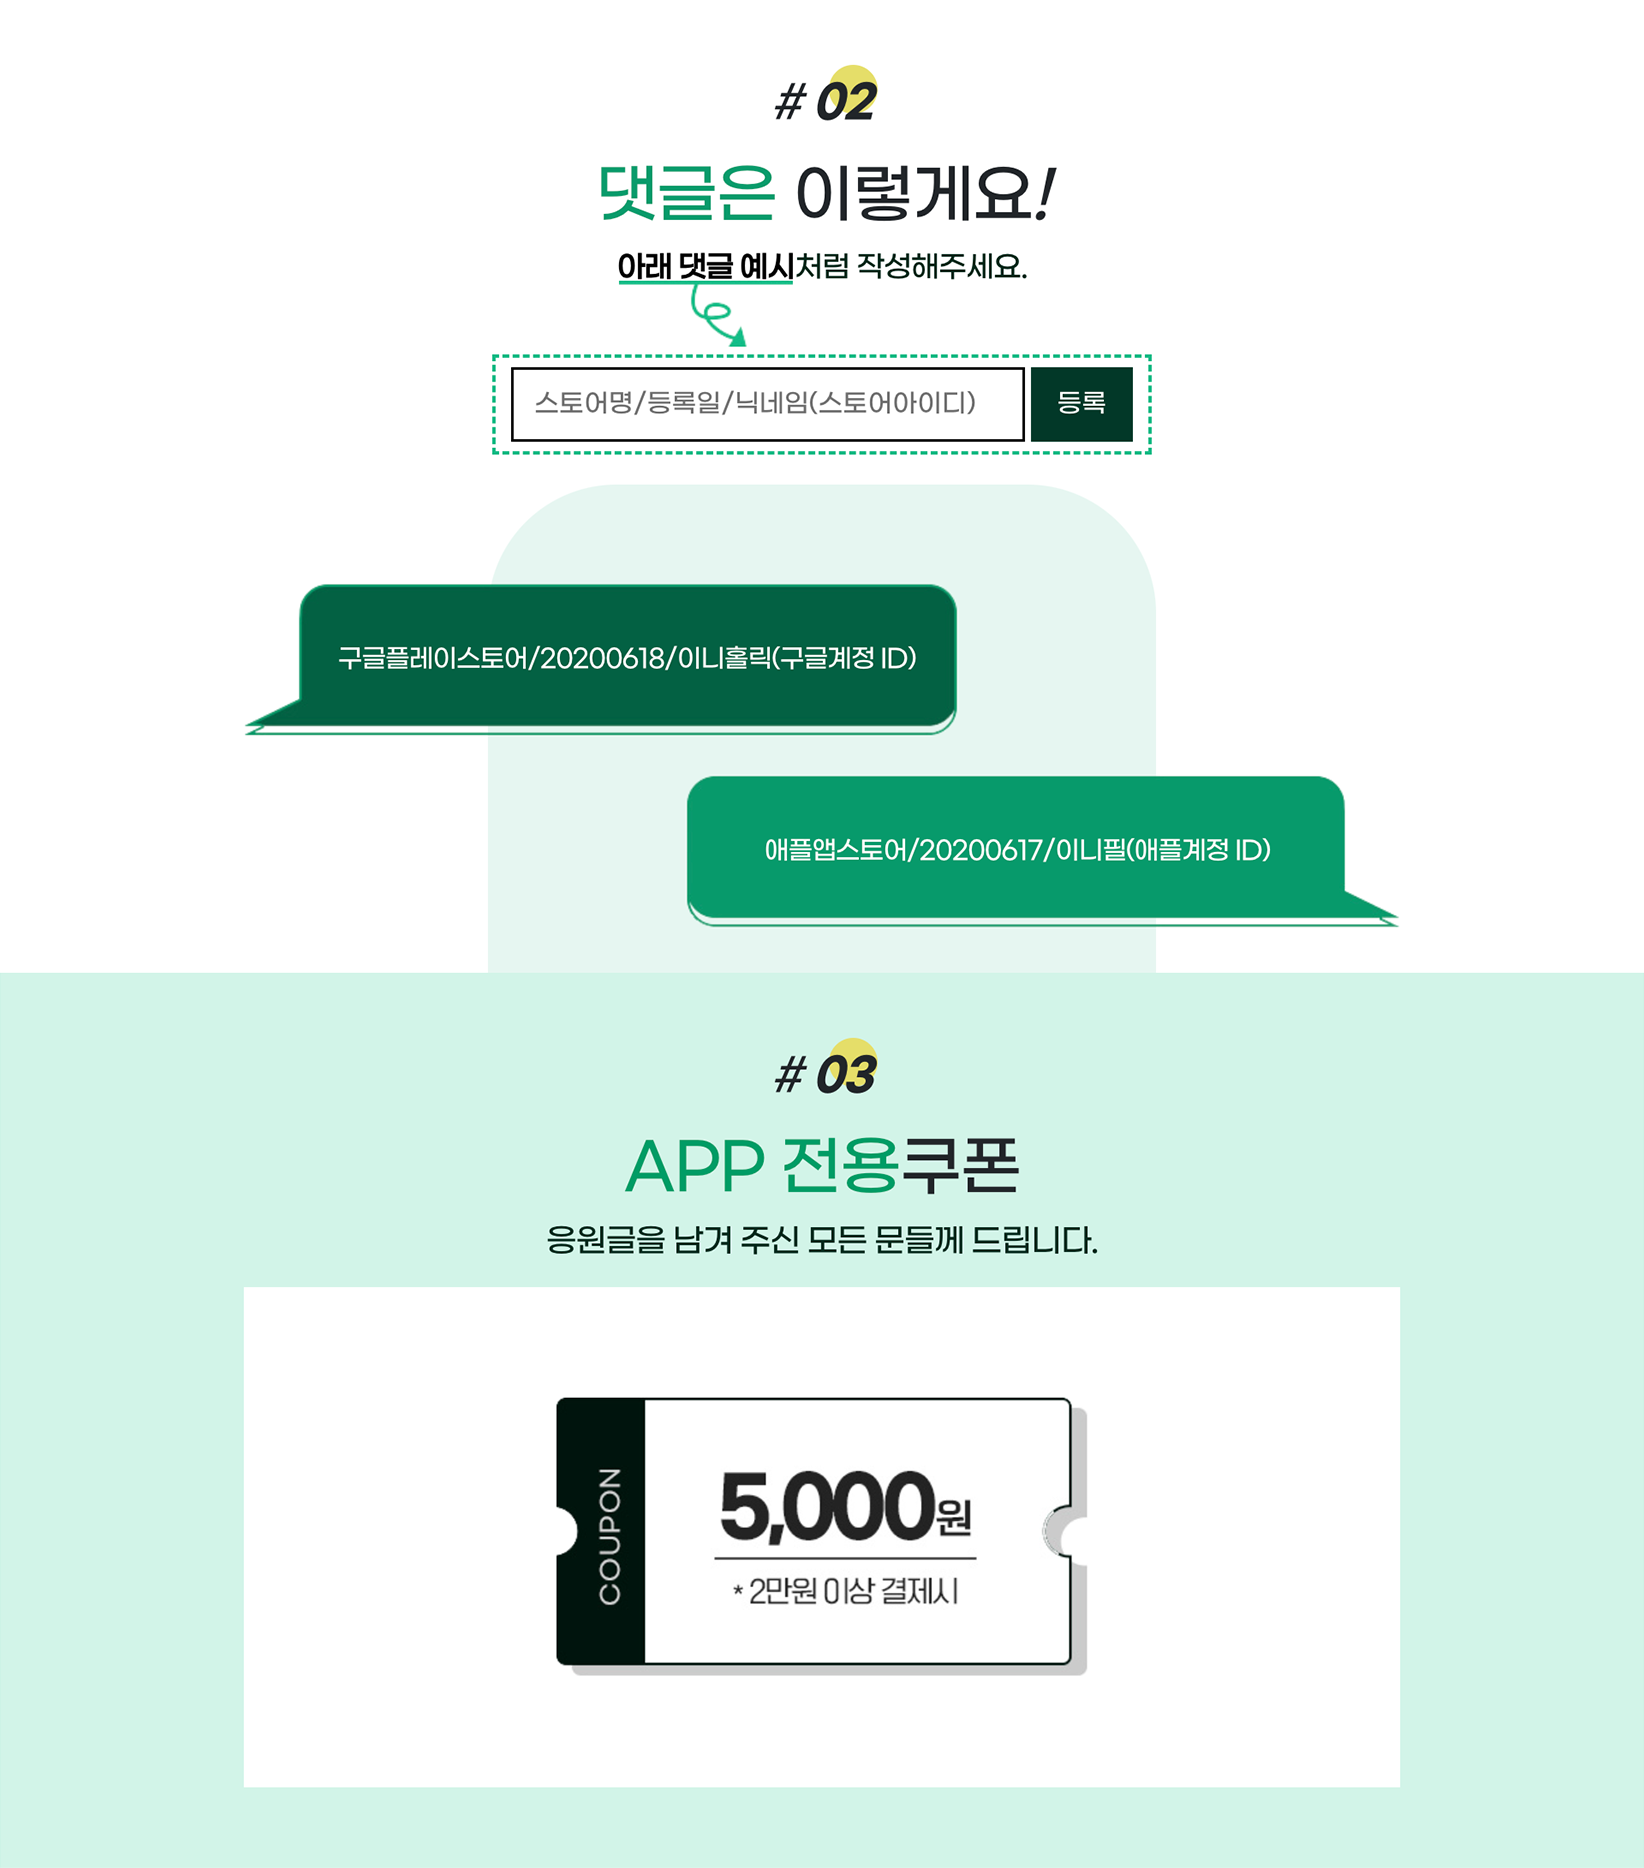 # 02
댓글은 이렇게요!
아래 댓글 예시처럼 작성해주세요.
스토어명/등록일/닉네임(스토어아이디)
등록
구글플레이스토어/20200618/이니홀릭(구글계정 ID)
애플앱스토어/20200617/이니필(애플계정 ID)
# 03
APP 전용쿠폰
응원글을 남겨 주신 모든 문들께 드립니다.
COUPON
5,000원
* 2만원 이상 결제시